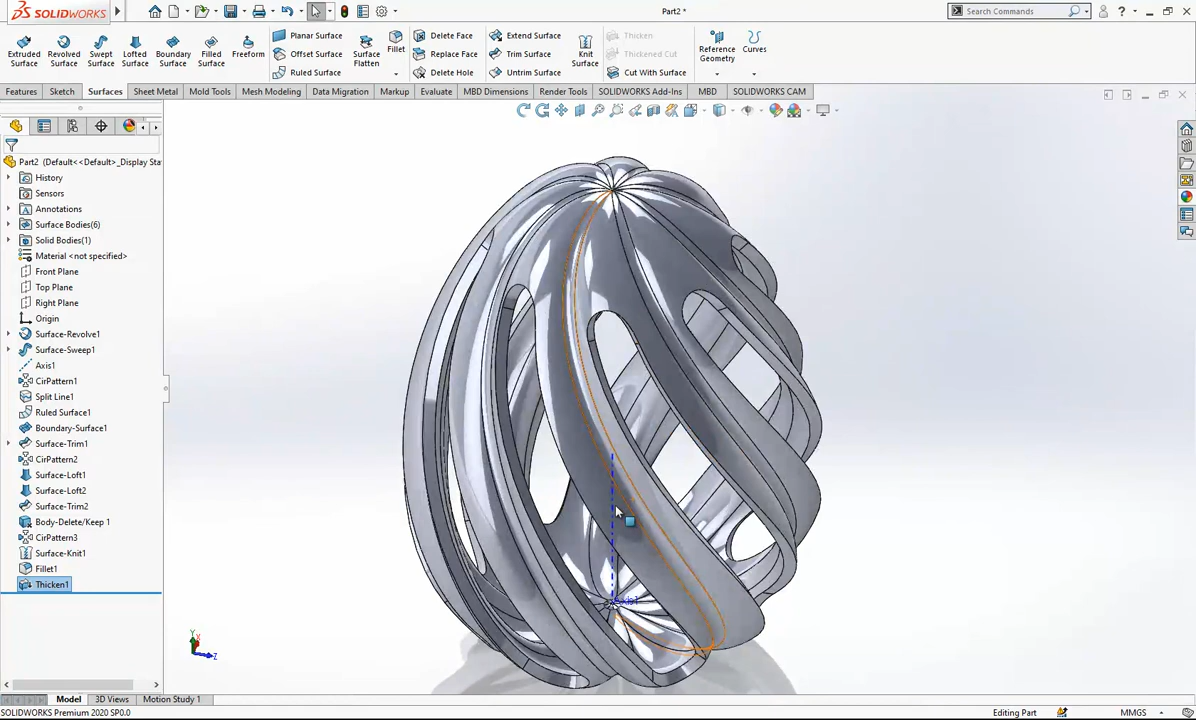 SOLIDWORKS
Part2 *
Search Commands
Extruded Surface
Revolved Surface
Swept Surface
Lofted Surface
Boundary Surface
Filled Surface
Freeform
Planar Surface
Offset Surface
Ruled Surface
Surface Flatten
Fillet
Delete Face
Replace Face
Delete Hole
Extend Surface
Trim Surface
Untrim Surface
Knit Surface
Thicken
Thickened Cut
Cut With Surface
Reference Geometry
Curves
Features Sketch Surfaces Sheet Metal Mold Tools Mesh Modeling Data Migration Markup Evaluate MBD Dimensions Render Tools SOLIDWORKS Add-Ins MBD SOLIDWORKS CAM
Part2 (Default<<Default>_Display Sta
History
Sensors
Annotations
Surface Bodies(6)
Solid Bodies(1)
Material <not specified>
Front Plane
Top Plane
Right Plane
Origin
Surface-Revolve1
Surface-Sweep1
Axis1
CirPattern1
Split Line1
Ruled Surface1
Boundary-Surface1
Surface-Trim1
CirPattern2
Surface-Loft1
Surface-Loft2
Surface-Trim2
Body-Delete/Keep 1
CirPattern3
Surface-Knit1
Fillet1
Thicken1
Axis1
Y
X
Z
Model 3D Views Motion Study 1
SOLIDWORKS Premium 2020 SP0.0
Editing Part
MMGS